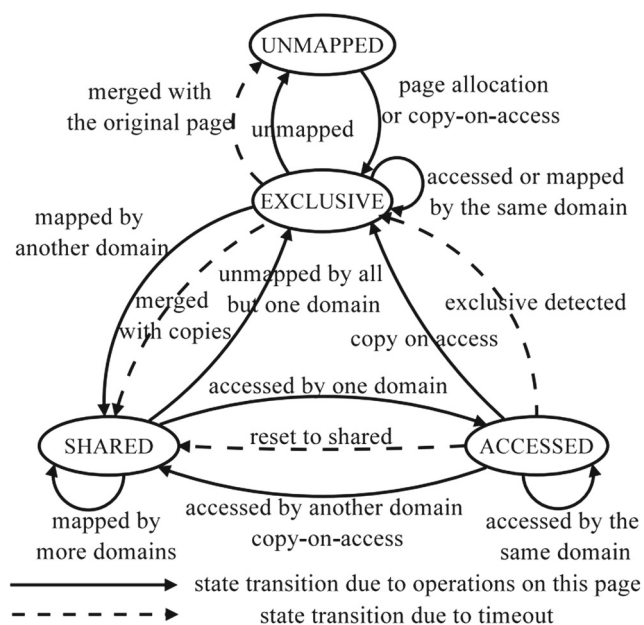 UNMAPPED
merged with
the original page
unmapped
page allocation
or copy-on-access
EXCLUSIVE
accessed or mapped
by the same domain
mapped by
another domain
merged
with copies
unmapped by all
but one domain
exclusive detected
copy on access
accessed by one domain
SHARED
reset to shared
ACCESSED
accessed by another domain
copy-on-access
mapped by
more domains
accessed by the
same domain
state transition due to operations on this page
state transition due to timeout